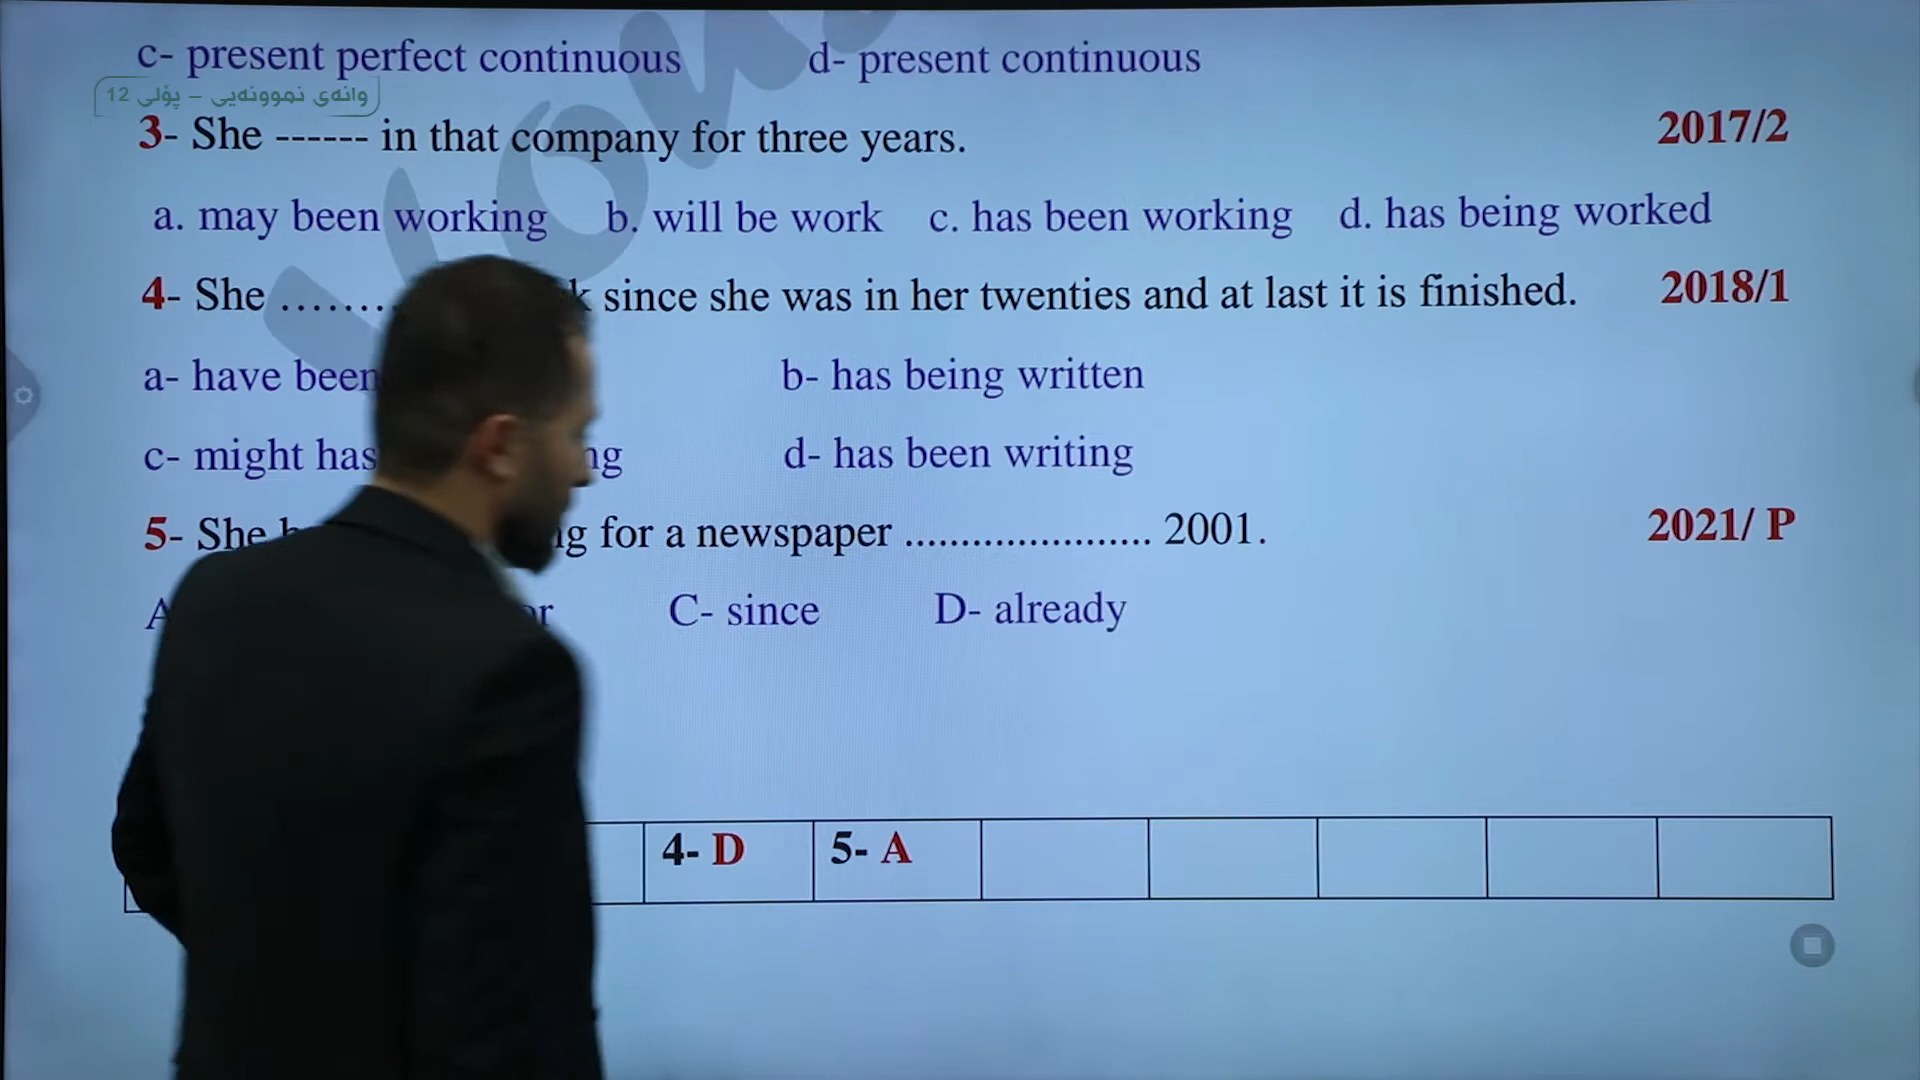 c- present perfect continuous d- present continuous
وانەی نموونەیی – پۆلی 12
3- She ------ in that company for three years. 2017/2
a. may been working b. will be work c. has been working d. has being worked
4- She ........ since she was in her twenties and at last it is finished. 2018/1
a- have been b- has being written
c- might has d- has been writing
5- She for a newspaper ...................... 2001. 2021/ P
C- since D- already
4- D 5- A